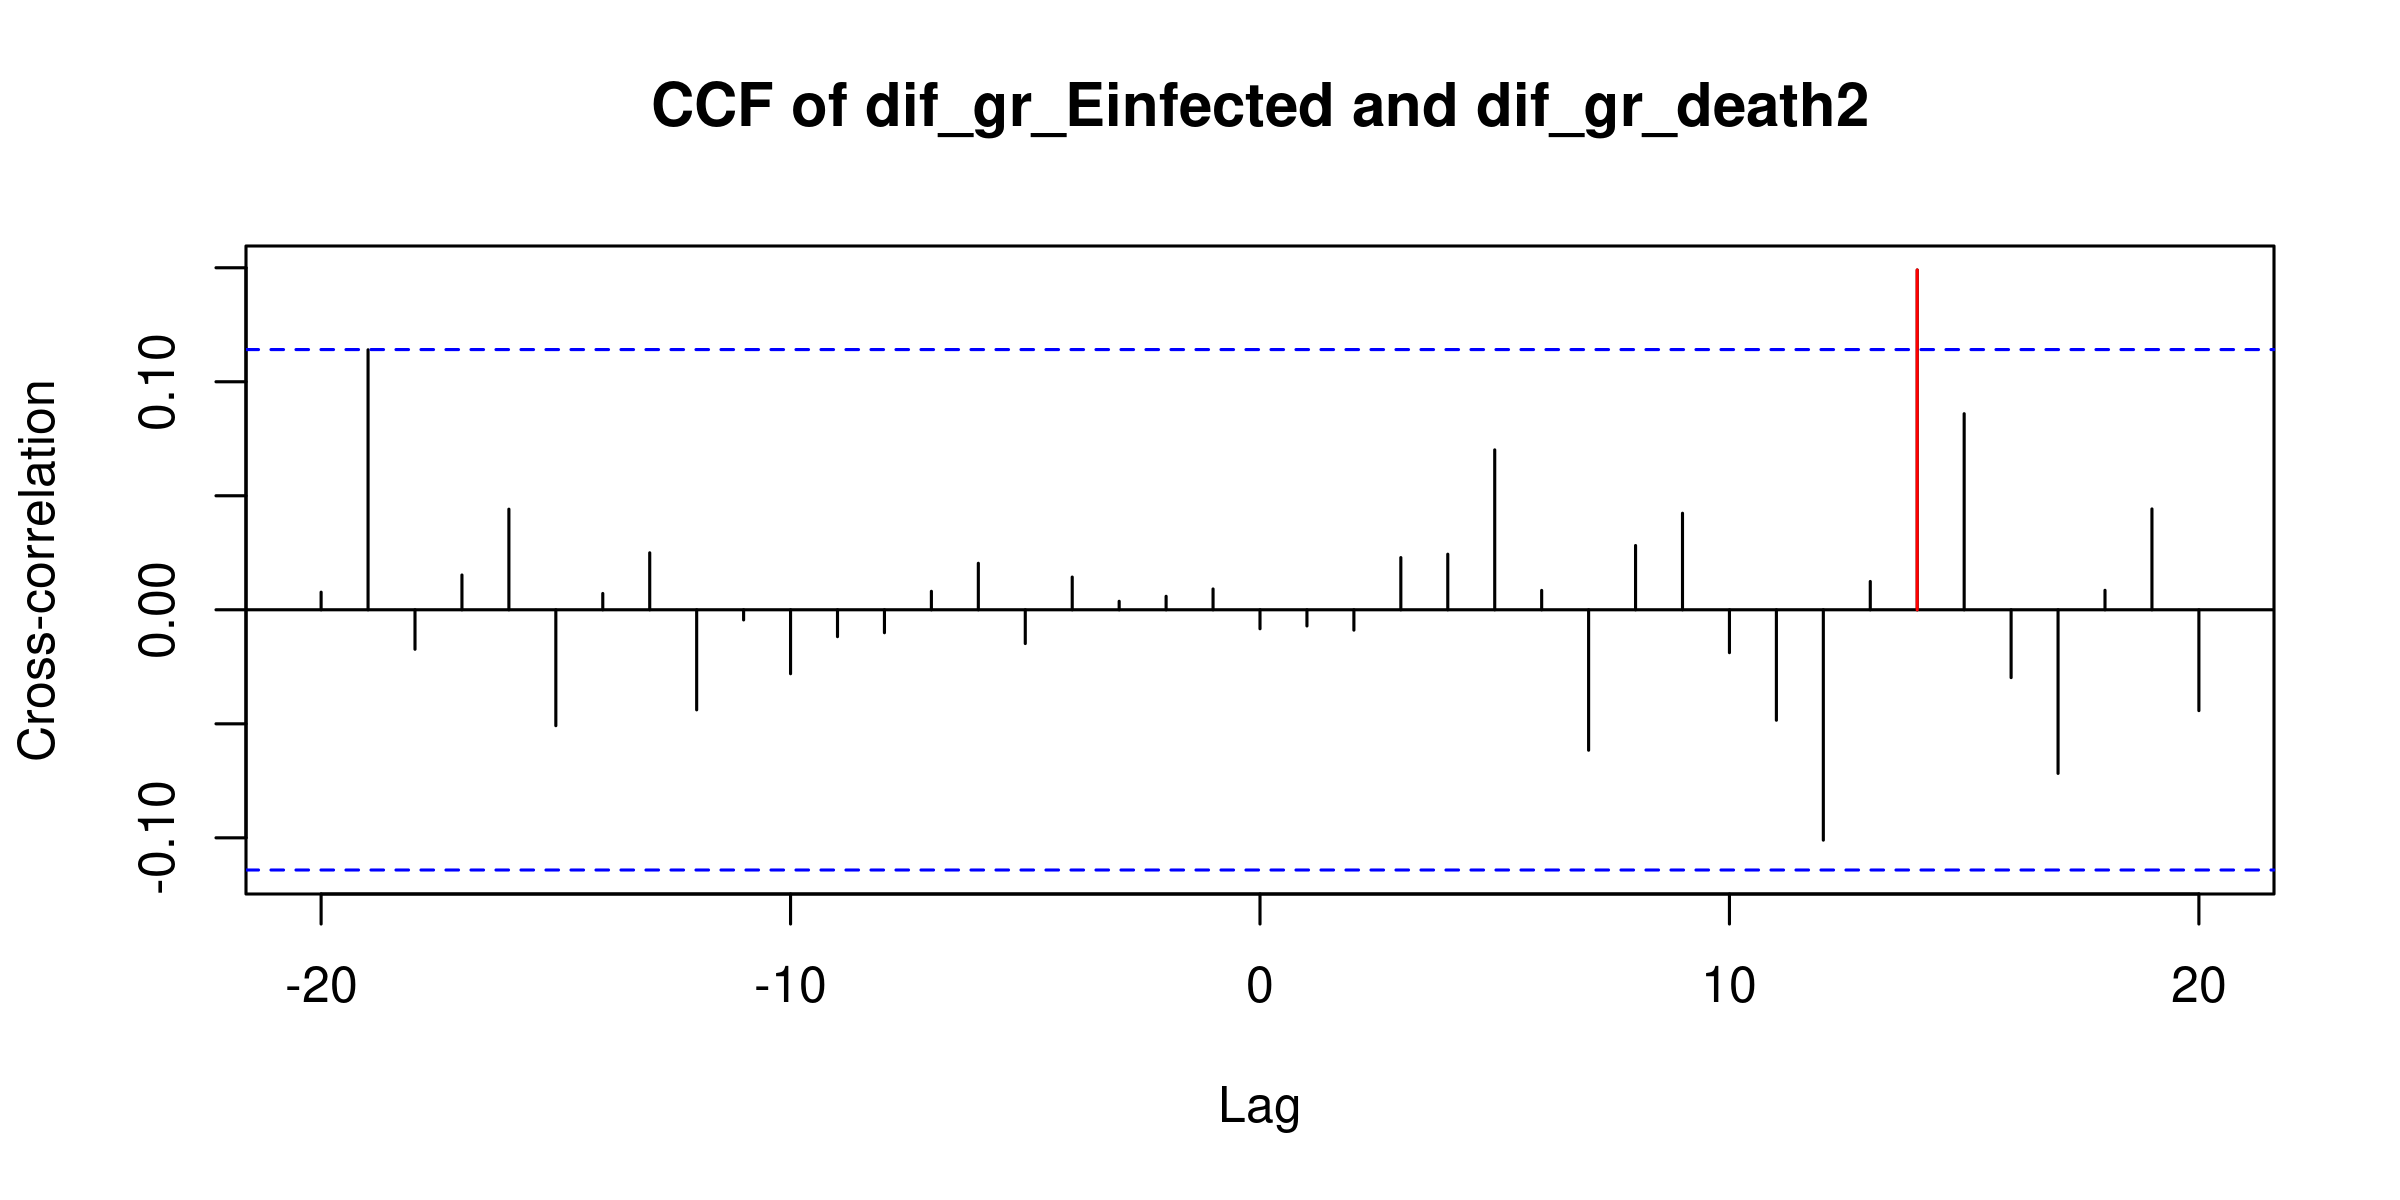 CCF of dif_gr_Einfected and dif_gr_death2
Cross-correlation
0.10
0.00
-0.10
-20 -10 0 10 20
Lag